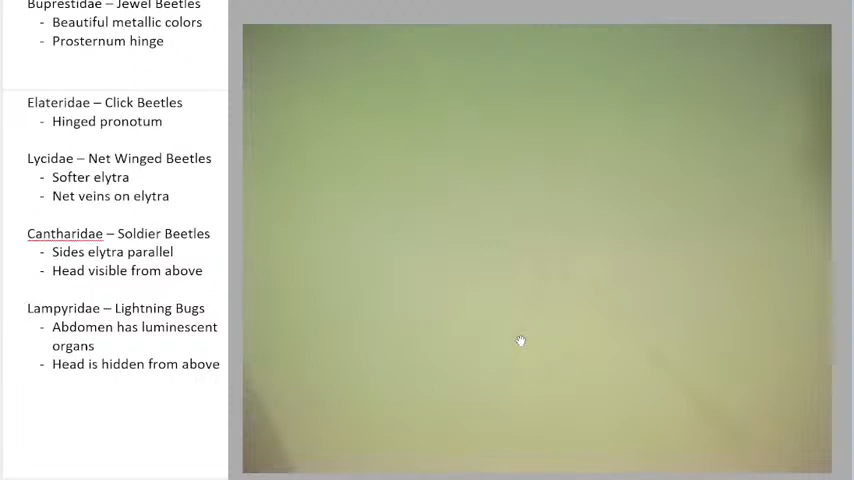 Buprestidae – Jewel Beetles
- Beautiful metallic colors
- Prosternum hinge
Elateridae – Click Beetles
- Hinged pronotum
Lycidae – Net Winged Beetles
- Softer elytra
- Net veins on elytra
Cantharidae – Soldier Beetles
- Sides elytra parallel
- Head visible from above
Lampyridae – Lightning Bugs
- Abdomen has luminescent
organs
- Head is hidden from above